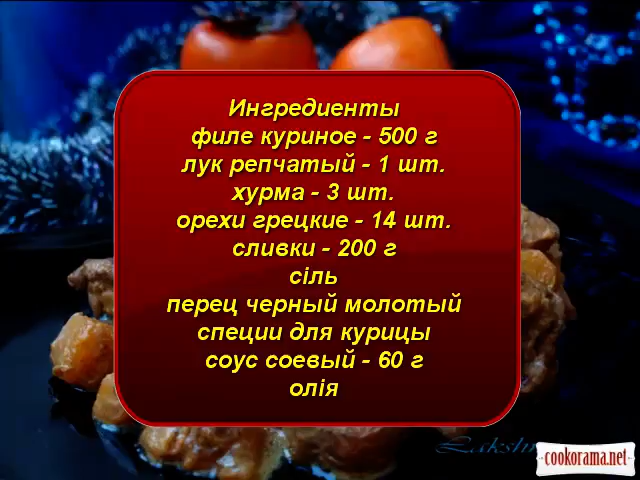 Ингредиенты
филе куриное - 500 г
лук репчатый - 1 шт.
хурма - 3 шт.
орехи грецкие - 14 шт.
сливки - 200 г
сіль
перец черный молотый
специи для курицы
соус соевый - 60 г
олія
cookorama.net